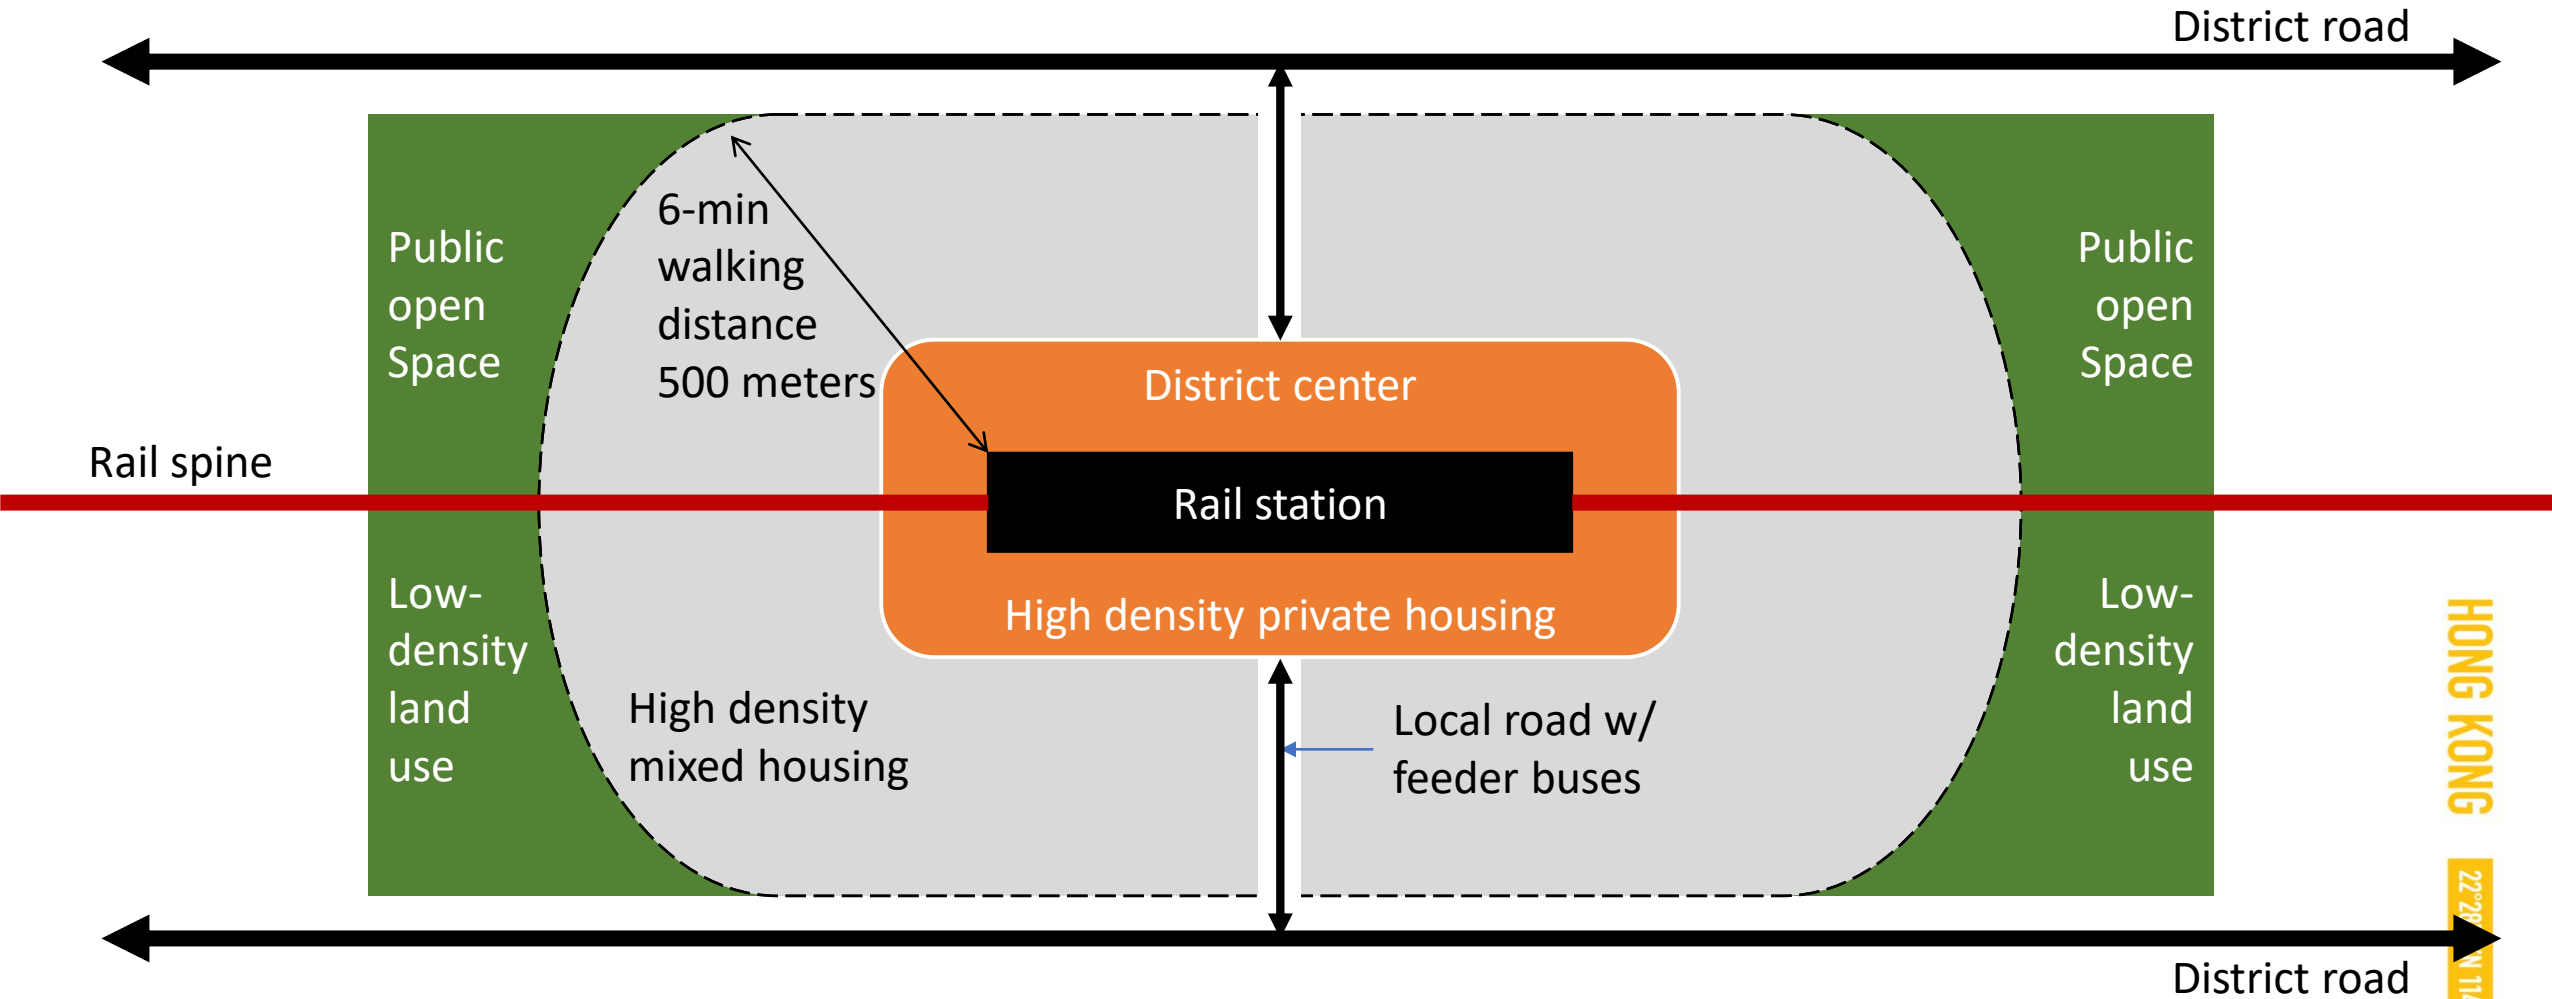 District road
6-min
walking
distance
500 meters
Public
open
Space
Public
open
Space
District center
Rail spine
Rail station
High density private housing
Low-
density
land
use
High density
mixed housing
Local road w/
feeder buses
Low-
density
land
use
HONG KONG
District road